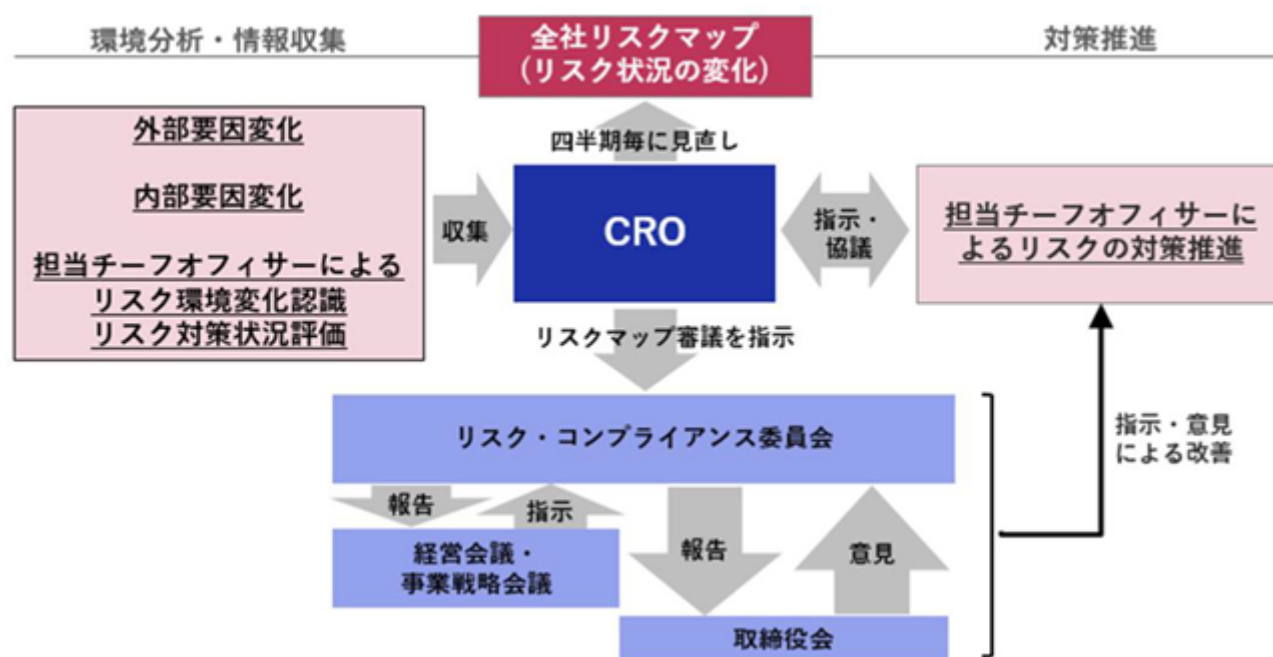 環境分析・情報収集
全社リスクマップ
(リスク状況の変化)
対策推進
外部要因変化
内部要因変化
担当チーフオフィサーによる
リスク環境変化認識
リスク対策状況評価
収集
四半期毎に見直し
CRO
指示・
協議
担当チーフオフィサーに
よるリスクの対策推進
リスクマップ審議を指示
リスク・コンプライアンス委員会
報告
指示
経営会議・
事業戦略会議
報告
意見
取締役会
指示・意見
による改善